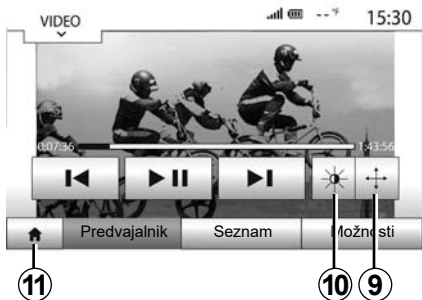 VIDEO
--°F 15:30
0:07:36 1:43:56
Predvajalnik Seznam Možnosti
11 10 9